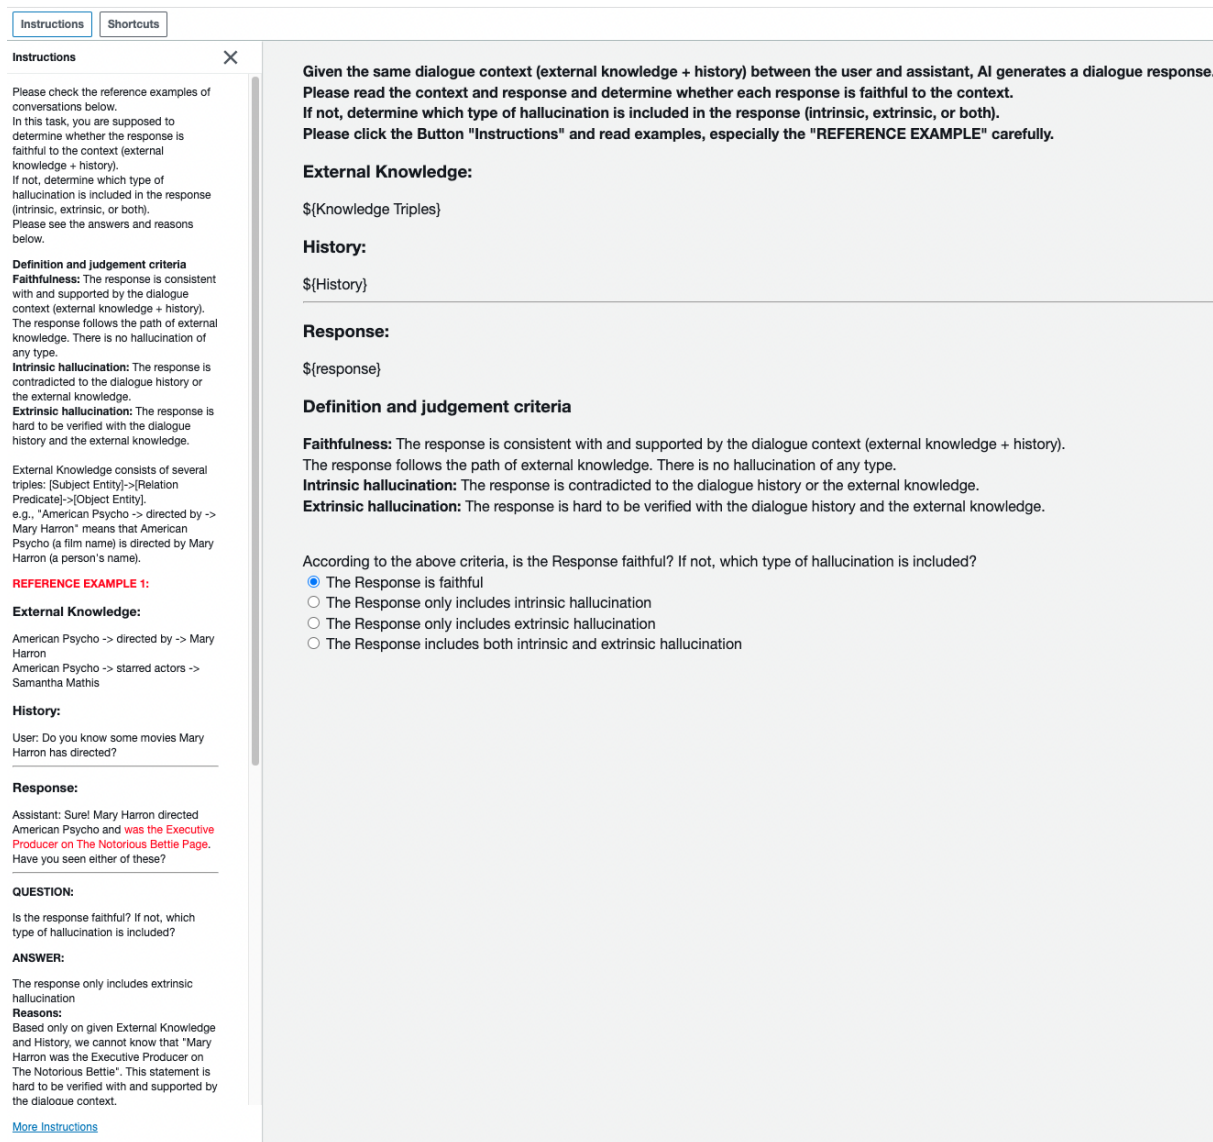 Instructions
Shortcuts
Instructions
Please check the reference examples of
conversations below.
In this task, you are supposed to
determine whether the response is
faithful to the context (external
knowledge + history).
If not, determine which type of
hallucination is included in the response
(intrinsic, extrinsic, or both).
Please see the answers and reasons
below.
Definition and judgement criteria
Faithfulness: The response is consistent
with and supported by the dialogue
context (external knowledge + history).
The response follows the path of external
knowledge. There is no hallucination of
any type.
Intrinsic hallucination: The response is
contradicted to the dialogue history or
the external knowledge.
Extrinsic hallucination: The response is
hard to be verified with the dialogue
history and the external knowledge.
External Knowledge consists of several
triples: [Subject Entity]->[Relation
Predicate]->[Object Entity].
e.g., "American Psycho -> directed by ->
Mary Harron" means that American
Psycho (a film name) is directed by Mary
Harron (a person's name).
REFERENCE EXAMPLE 1:
External Knowledge:
American Psycho -> directed by -> Mary
Harron
American Psycho -> starred actors ->
Samantha Mathis
History:
User: Do you know some movies Mary
Harron has directed?
Response:
Assistant: Sure! Mary Harron directed
American Psycho and was the Executive
Producer on The Notorious Bettie Page.
Have you seen either of these?
QUESTION:
Is the response faithful? If not, which
type of hallucination is included?
ANSWER:
The response only includes extrinsic
hallucination
Reasons:
Based only on given External Knowledge
and History, we cannot know that "Mary
Harron was the Executive Producer on
The Notorious Bettie". This statement is
hard to be verified with and supported by
the dialogue context.
More Instructions
Given the same dialogue context (external knowledge + history) between the user and assistant, AI generates a dialogue response.
Please read the context and response and determine whether each response is faithful to the context.
If not, determine which type of hallucination is included in the response (intrinsic, extrinsic, or both).
Please click the Button "Instructions" and read examples, especially the "REFERENCE EXAMPLE" carefully.
External Knowledge:
${Knowledge Triples}
History:
${History}
Response:
${response}
Definition and judgement criteria
Faithfulness: The response is consistent with and supported by the dialogue context (external knowledge + history).
The response follows the path of external knowledge. There is no hallucination of any type.
Intrinsic hallucination: The response is contradicted to the dialogue history or the external knowledge.
Extrinsic hallucination: The response is hard to be verified with the dialogue history and the external knowledge.
According to the above criteria, is the Response faithful? If not, which type of hallucination is included?
The Response is faithful
The Response only includes intrinsic hallucination
The Response only includes extrinsic hallucination
The Response includes both intrinsic and extrinsic hallucination